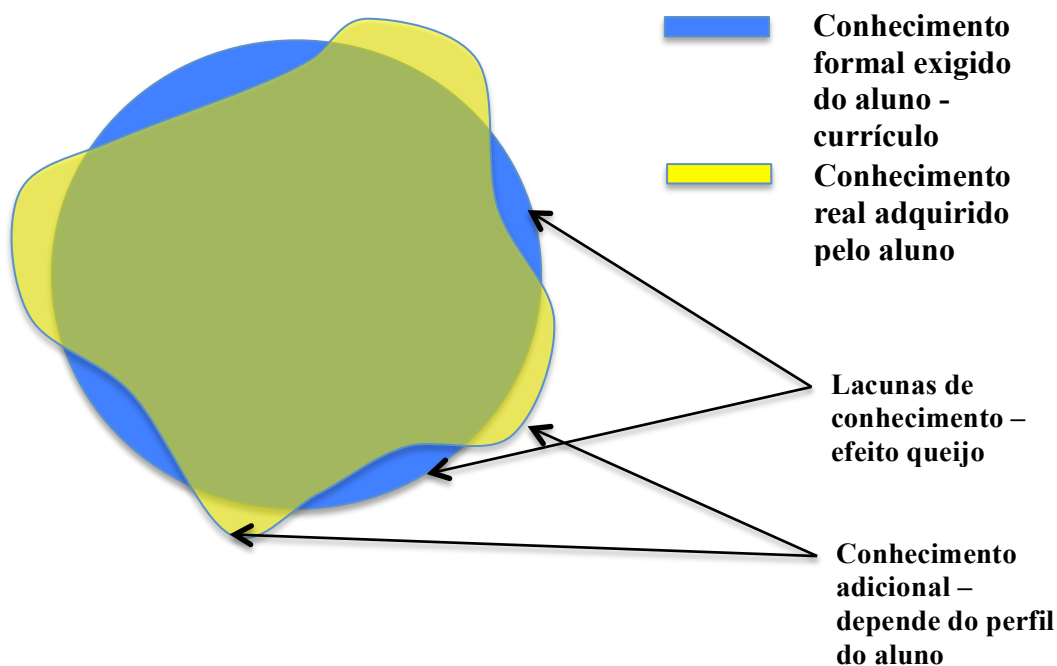 Conhecimento
formal exigido
do aluno -
currículo
Conhecimento
real adquirido
pelo aluno
Lacunas de
conhecimento –
efeito queijo
Conhecimento
adicional –
depende do perfil
do aluno